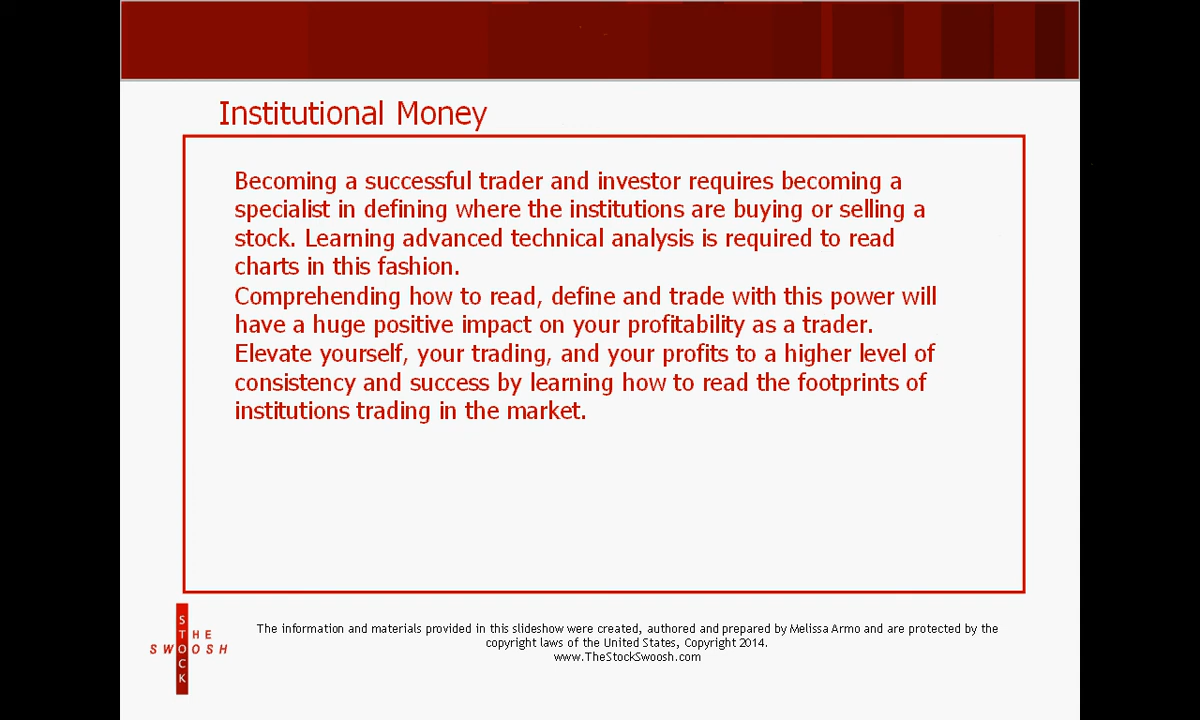 Institutional Money
Becoming a successful trader and investor requires becoming a
specialist in defining where the institutions are buying or selling a
stock. Learning advanced technical analysis is required to read
charts in this fashion.
Comprehending how to read, define and trade with this power will
have a huge positive impact on your profitability as a trader.
Elevate yourself, your trading, and your profits to a higher level of
consistency and success by learning how to read the footprints of
institutions trading in the market.
THE
STOCK
SWOOSH
The information and materials provided in this slideshow were created, authored and prepared by Melissa Armo and are protected by the
copyright laws of the United States, Copyright 2014.
www.TheStockSwoosh.com